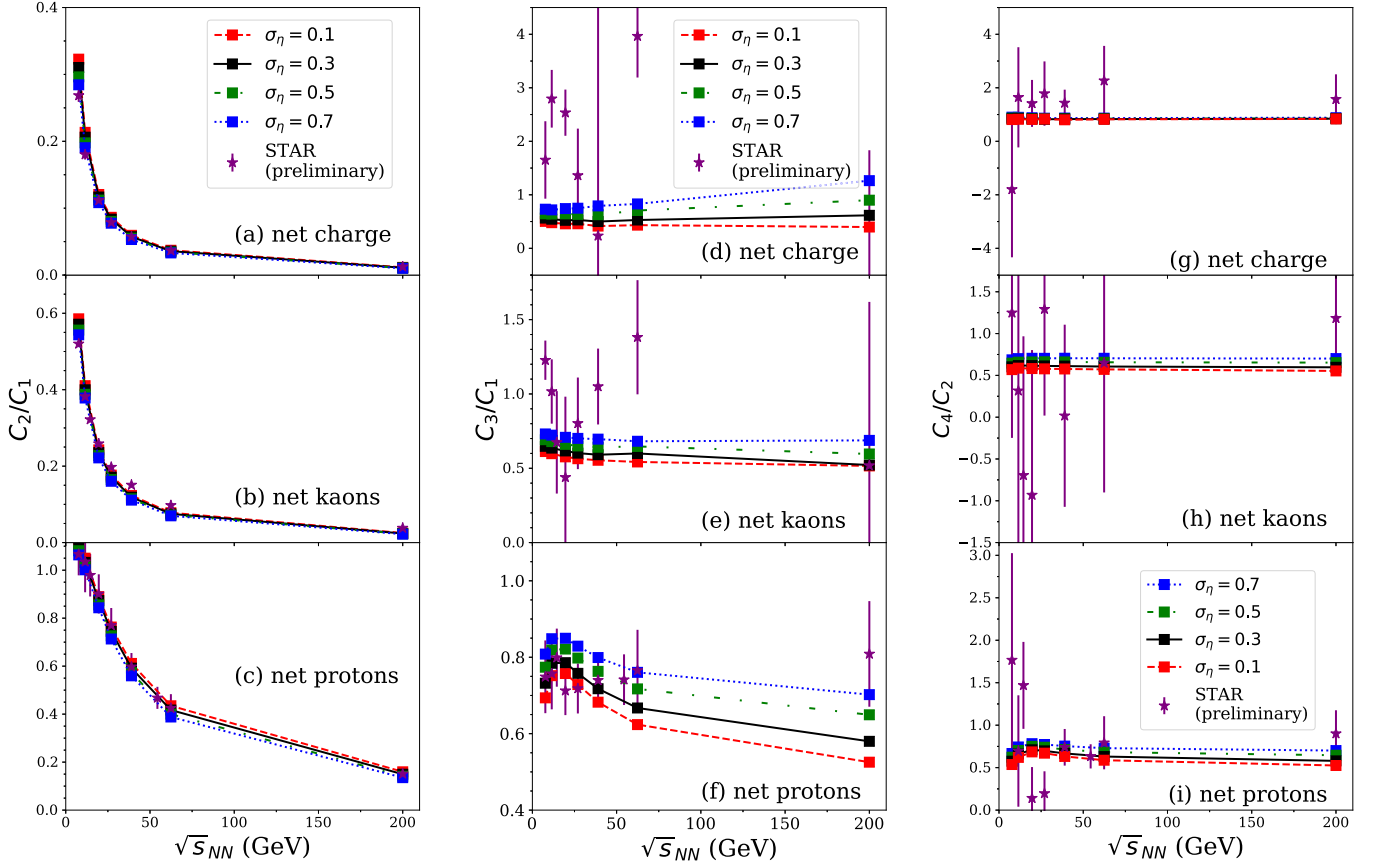 0.4
0.2
0.0
C₂/C₁
σ_η = 0.1
σ_η = 0.3
σ_η = 0.5
σ_η = 0.7
STAR
(preliminary)
(a) net charge
0.6
0.4
0.2
0.0
(b) net kaons
1.0
0.8
0.6
0.4
0.2
0.0
(c) net protons
0 50 100 150 200
√s_NN (GeV)
4
3
2
1
0
C₃/C₁
σ_η = 0.1
σ_η = 0.3
σ_η = 0.5
σ_η = 0.7
STAR
(preliminary)
(d) net charge
1.5
1.0
0.5
0.0
(e) net kaons
1.0
0.8
0.6
0.4
(f) net protons
0 50 100 150 200
√s_NN (GeV)
4
2
0
−2
−4
C₄/C₂
(g) net charge
1.5
1.0
0.5
0.0
−0.5
−1.0
−1.5
(h) net kaons
3.0
2.5
2.0
1.5
1.0
0.5
0.0
σ_η = 0.7
σ_η = 0.5
σ_η = 0.3
σ_η = 0.1
STAR
(preliminary)
(i) net protons
0 50 100 150 200
√s_NN (GeV)